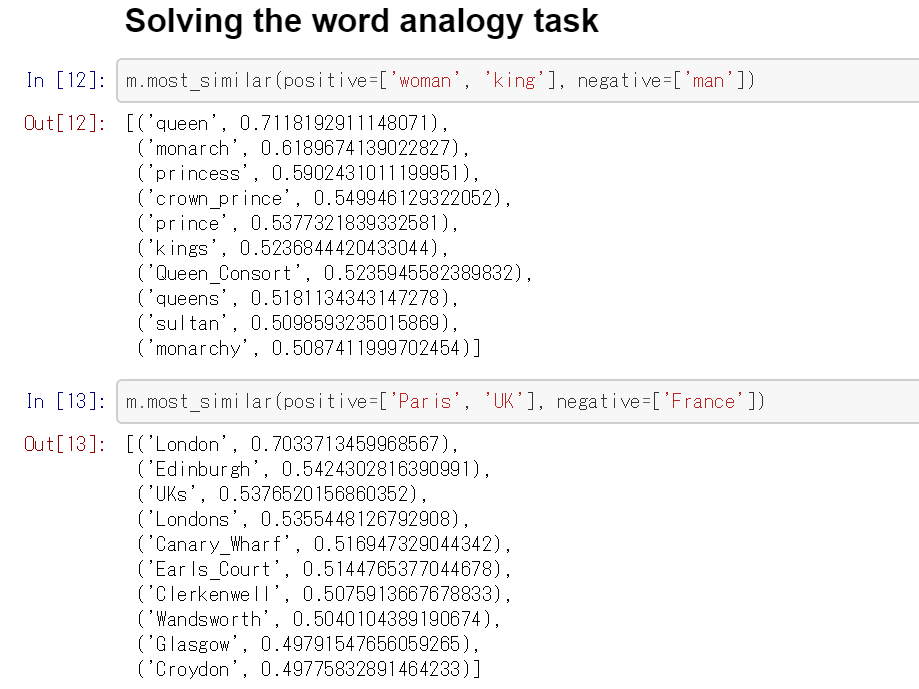 Solving the word analogy task
In [12]: m.most_similar(positive=['woman', 'king'], negative=['man'])
Out[12]: [('queen', 0.7118192911148071),
('monarch', 0.6189674139022827),
('princess', 0.5902431011199951),
('crown_prince', 0.549946129322052),
('prince', 0.5377321839332581),
('kings', 0.5236844420433044),
('Queen_Consort', 0.5235945582389832),
('queens', 0.5181134343147278),
('sultan', 0.5098593235015869),
('monarchy', 0.5087411999702454)]
In [13]: m.most_similar(positive=['Paris', 'UK'], negative=['France'])
Out[13]: [('London', 0.7033713459968567),
('Edinburgh', 0.5424302816390991),
('UKs', 0.5376520156860352),
('Londons', 0.5355448126792908),
('Canary_Wharf', 0.516947329044342),
('Earls_Court', 0.5144765377044678),
('Clerkenwell', 0.5075913667678833),
('Wandsworth', 0.5040104389190674),
('Glasgow', 0.49791547656059265),
('Croydon', 0.49775832891464233)]